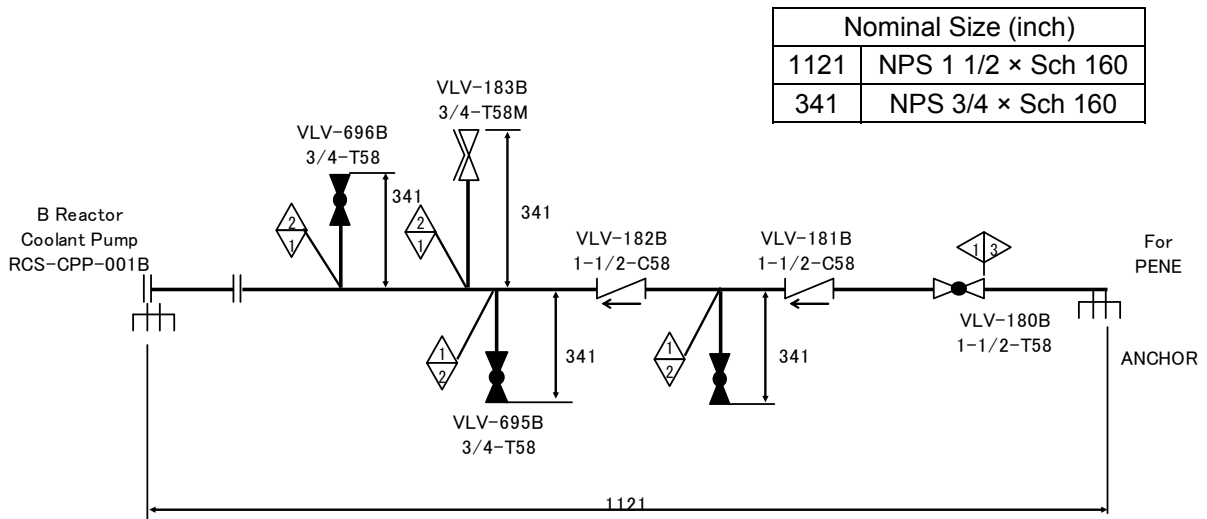 Nominal Size (inch)
1121 NPS 1 1/2 × Sch 160
341 NPS 3/4 × Sch 160
VLV-183B
3/4-T58M
VLV-696B
3/4-T58
341
341
2
1
2
1
B Reactor
Coolant Pump
RCS-CPP-001B
VLV-182B
1-1/2-C58
VLV-181B
1-1/2-C58
1 3
For
PENE
VLV-180B
1-1/2-T58
ANCHOR
1
2
341
1
2
341
VLV-695B
3/4-T58
1121